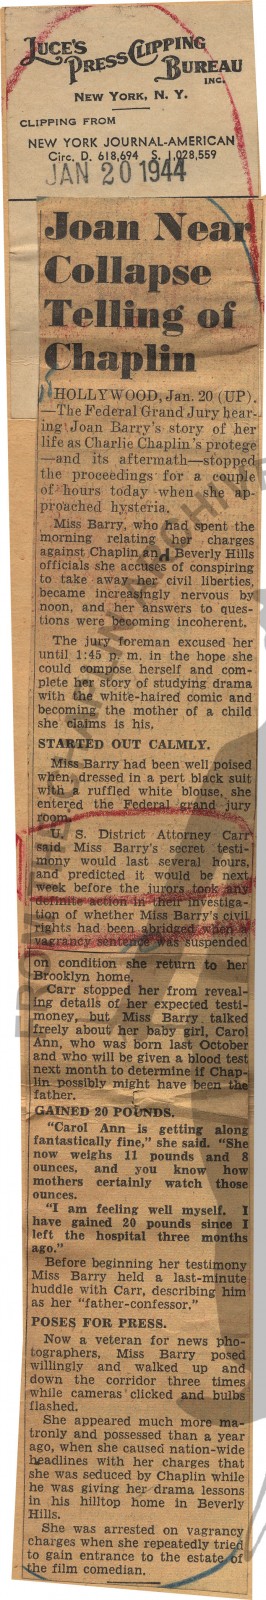 LUCE'S
PRESS CLIPPING
BUREAU
INC.
NEW YORK, N. Y.
CLIPPING FROM
NEW YORK JOURNAL-AMERICAN
Circ. D. 618,694 S. 1,028,559
JAN 20 1944
Joan Near
Collapse
Telling of
Chaplin
HOLLYWOOD, Jan. 20 (UP).
—The Federal Grand Jury hear-
ing Joan Barry's story of her
life as Charlie Chaplin's protege
—and its aftermath—stopped
the proceedings for a couple
of hours today when she ap-
proached hysteria.
Miss Barry, who had spent the
morning relating her charges
against Chaplin and Beverly Hills
officials she accuses of conspiring
to take away her civil liberties,
became increasingly nervous by
noon, and her answers to ques-
tions were becoming incoherent.
The jury foreman excused her
until 1:45 p. m. in the hope she
could compose herself and com-
plete her story of studying drama
with the white-haired comic and
becoming the mother of a child
she claims is his.
STARTED OUT CALMLY.
Miss Barry had been well poised
when, dressed in a pert black suit
with a ruffled white blouse, she
entered the Federal grand jury
room.
U. S. District Attorney Carr
said Miss Barry's secret testi-
mony would last several hours,
and predicted it would be next
week before the jurors took any
definite action in their investiga-
tion of whether Miss Barry's civil
rights had been abridged when a
vagrancy sentence was suspended
on condition she return to her
Brooklyn home.
Carr stopped her from reveal-
ing details of her expected testi-
money, but Miss Barry talked
freely about her baby girl, Carol
Ann, who was born last October
and who will be given a blood test
next month to determine if Chap-
lin possibly might have been the
father.
GAINED 20 POUNDS.
"Carol Ann is getting along
fantastically fine," she said. "She
now weighs 11 pounds and 8
ounces, and you know how
mothers certainly watch those
ounces.
"I am feeling well myself. I
have gained 20 pounds since I
left the hospital three months
ago."
Before beginning her testimony
Miss Barry held a last-minute
huddle with Carr, describing him
as her "father-confessor."
POSES FOR PRESS.
Now a veteran for news pho-
tographers, Miss Barry posed
willingly and walked up and
down the corridor three times
while cameras clicked and bulbs
flashed.
She appeared much more ma-
tronly and possessed than a year
ago, when she caused nation-wide
headlines with her charges that
she was seduced by Chaplin while
he was giving her drama lessons
in his hilltop home in Beverly
Hills.
She was arrested on vagrancy
charges when she repeatedly tried
to gain entrance to the estate of
the film comedian.